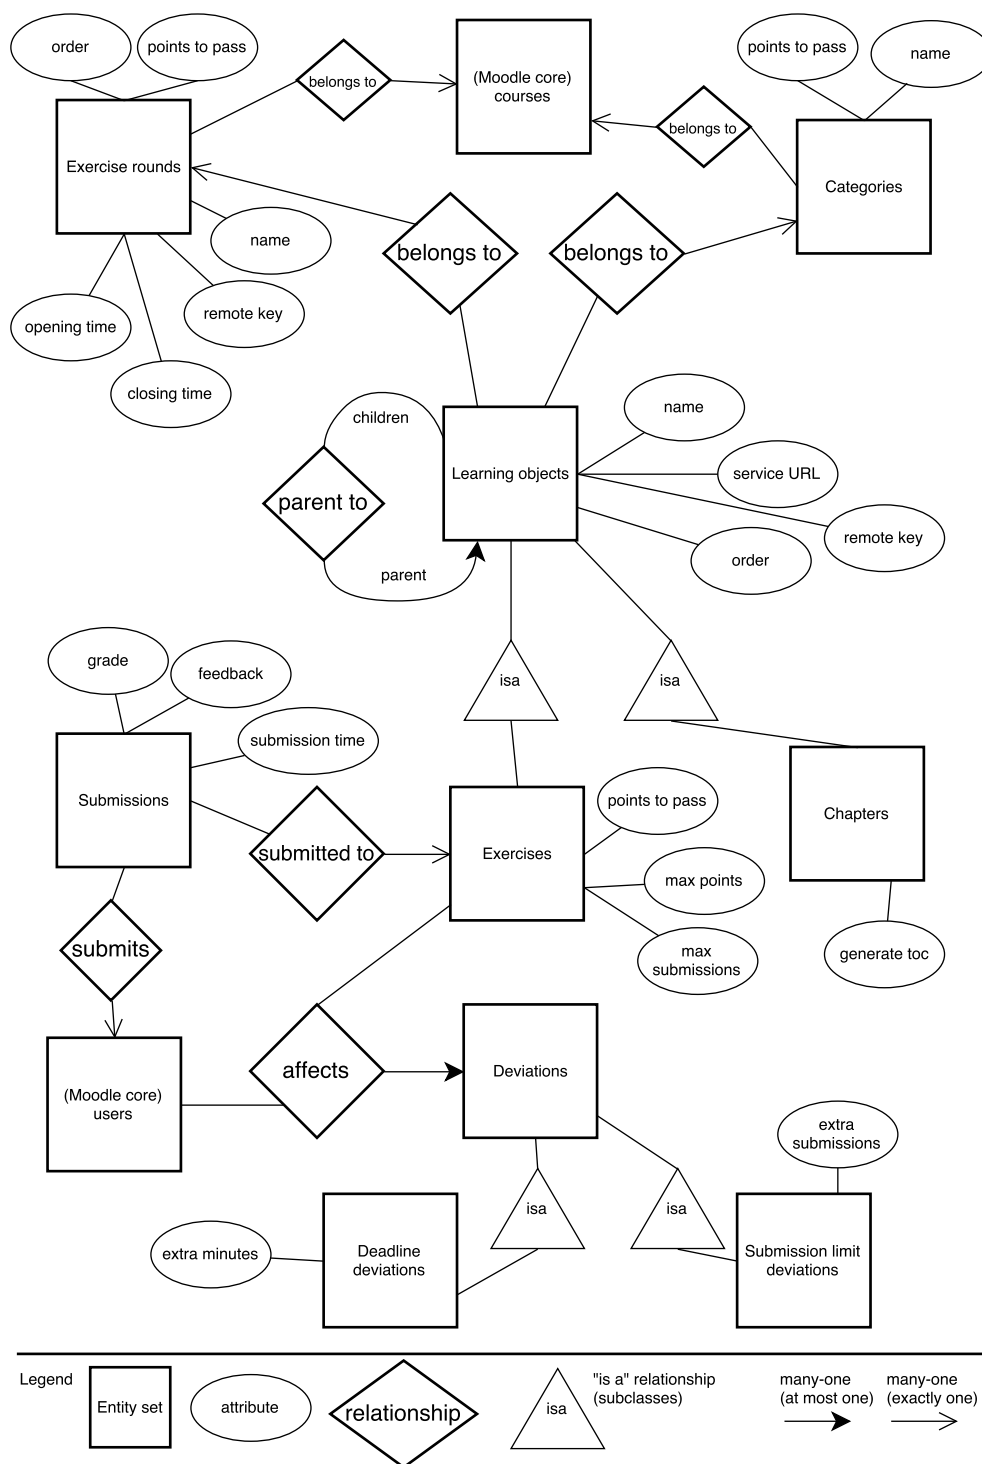 order
points to pass
belongs to
(Moodle core)
courses
points to pass
name
belongs to
Exercise rounds
Categories
name
belongs to
belongs to
remote key
opening time
closing time
children
name
Learning objects
service URL
parent to
remote key
order
parent
isa
isa
grade
feedback
submission time
Submissions
points to pass
submitted to
Exercises
Chapters
max points
submits
max
submissions
generate toc
affects
Deviations
(Moodle core)
users
extra
submissions
isa
isa
extra minutes
Deadline
deviations
Submission limit
deviations
Legend
Entity set
attribute
relationship
isa
"is a" relationship
(subclasses)
many-one
(at most one)
many-one
(exactly one)